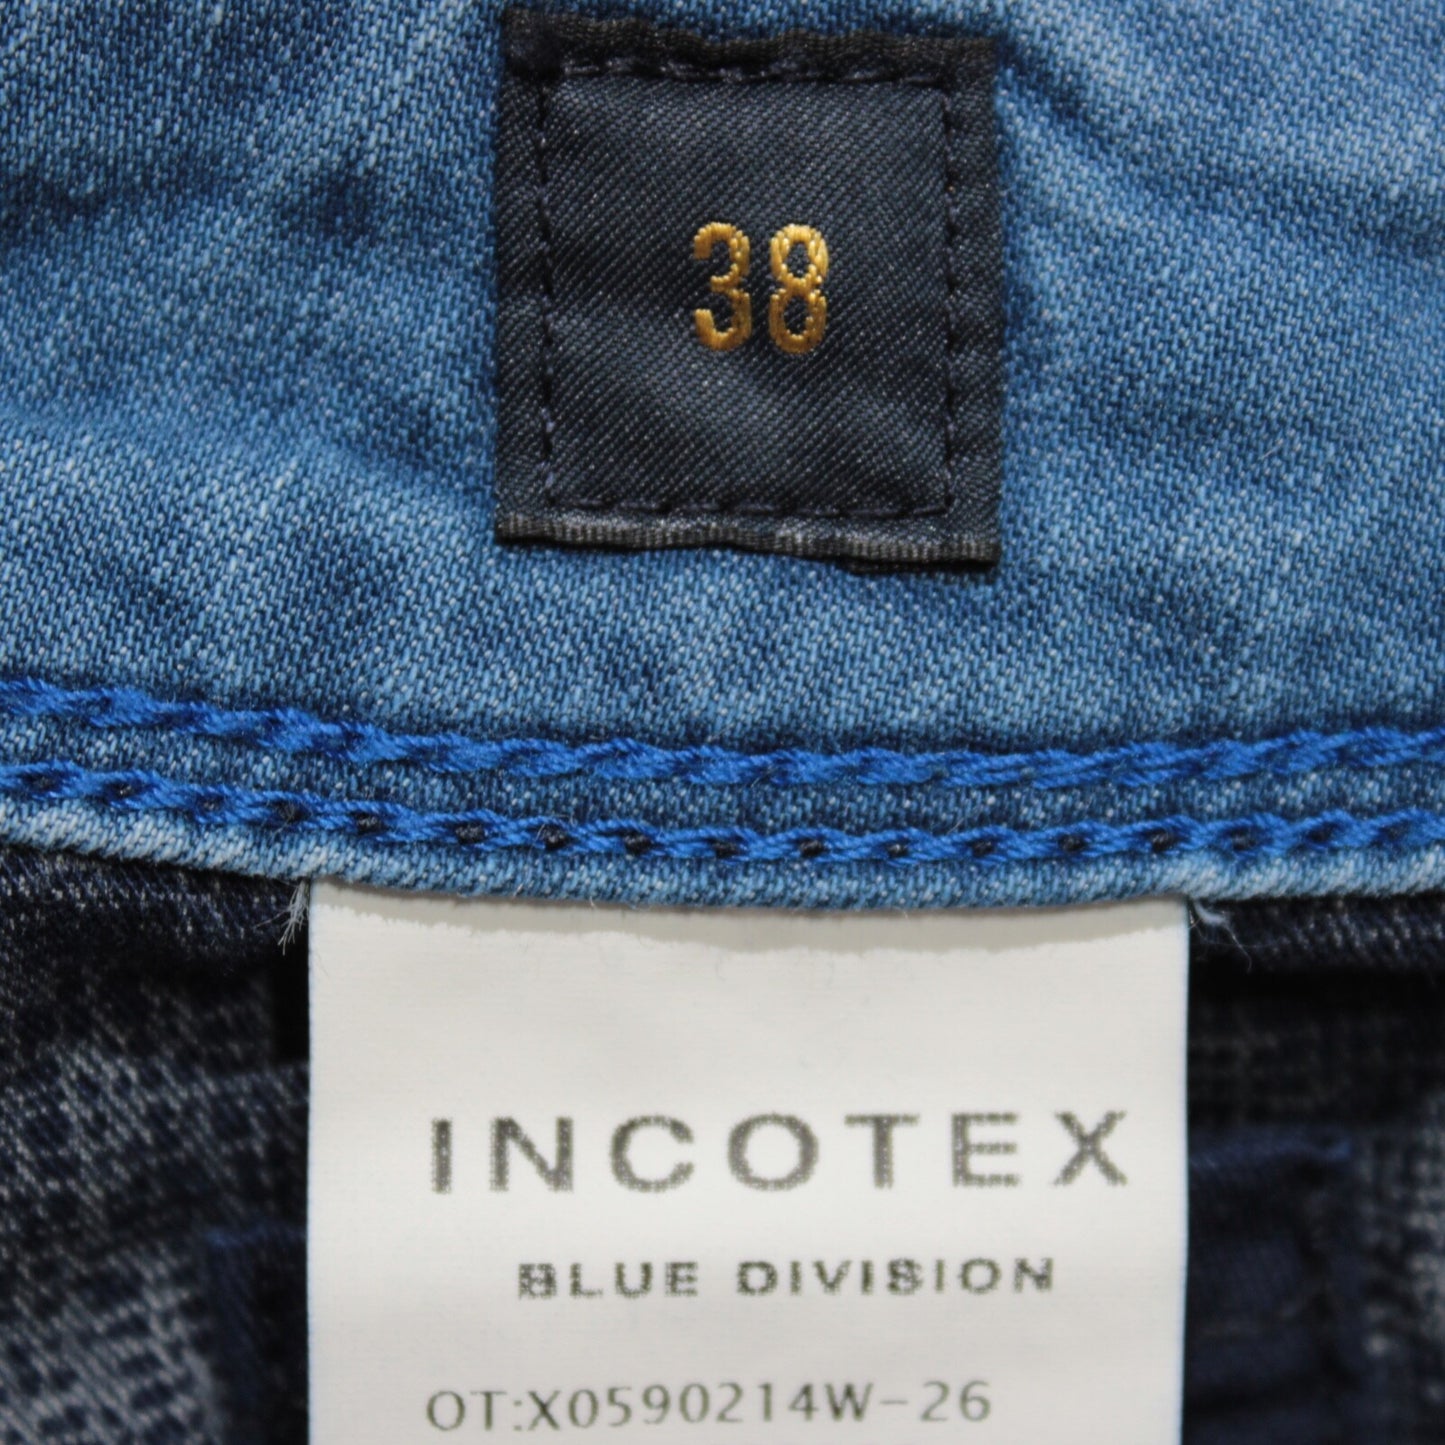 38
INCOTEX
BLUE DIVISION
OT:X0590214W-26